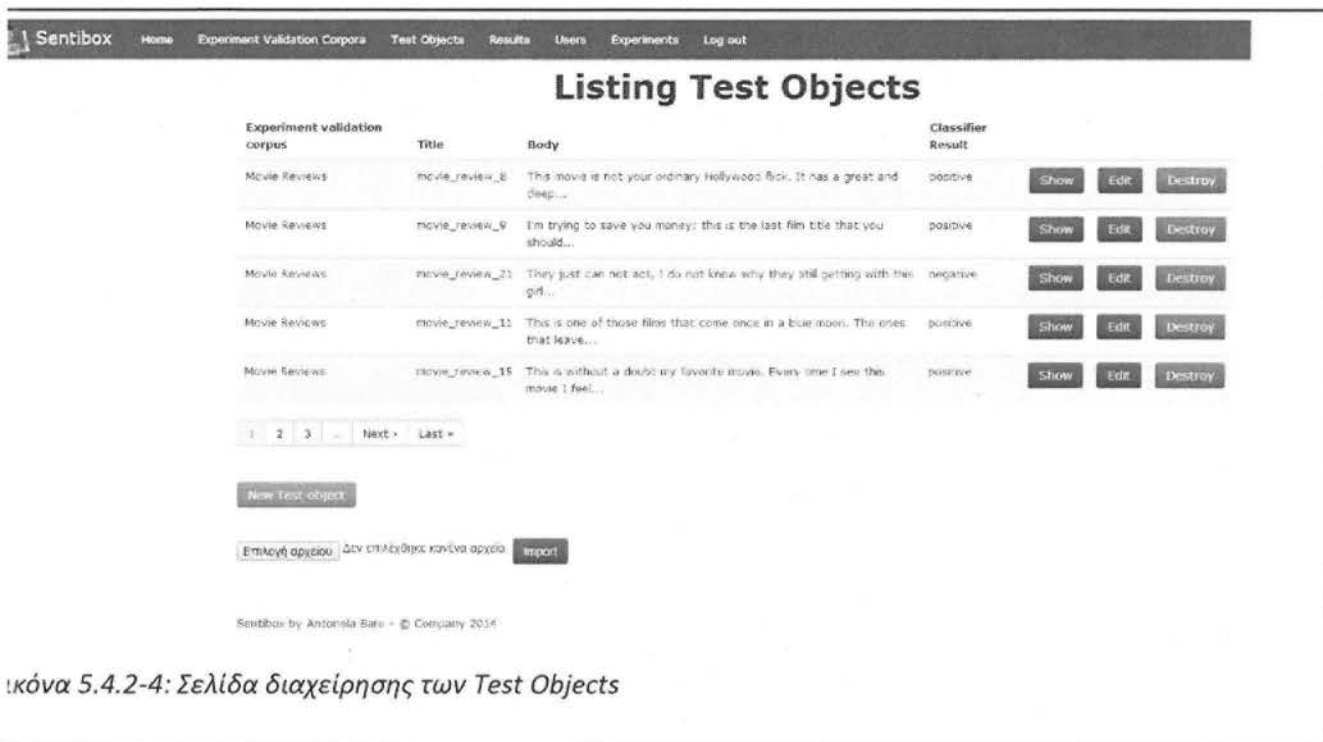 Sentibox Home Experiment Validation Corpora Test Objects Results Users Experiments Log out
Listing Test Objects
Experiment validation corpus Title Body Classifier Result
Movie Reviews movie_review_8 This movie is not your ordinary Hollywood flick. It has a great and positive Show Edit Destroy
deep...
Movie Reviews movie_review_9 I'm trying to save you money: this is the last film title that you positive Show Edit Destroy
should...
Movie Reviews movie_review_21 They just can not act, I do not know why they still getting with this negative Show Edit Destroy
girl...
Movie Reviews movie_review_11 This is one of those films that come once in a blue moon. The ones positive Show Edit Destroy
that leave...
Movie Reviews movie_review_15 This is without a doubt my favorite movie. Every time I see this positive Show Edit Destroy
movie I feel...
1 2 3 ... Next › Last »
New Test object
Επιλογή αρχείου Δεν επιλέχθηκε κανένα αρχείο Import
Sentibox by Antonela Bare - © Company 2014
ικόνα 5.4.2-4: Σελίδα διαχείρησης των Test Objects